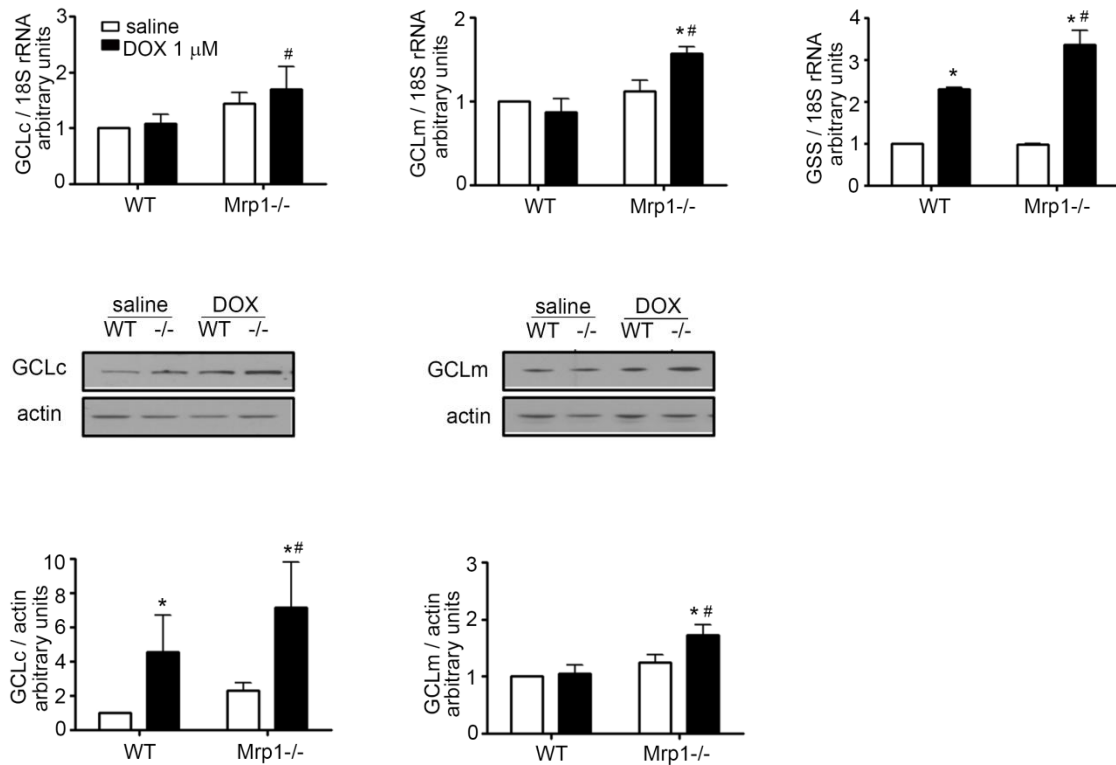 GCLc / 18S rRNA
arbitrary units
3
2
1
0
saline
DOX 1 μM
#
WT Mrp1-/-
GCLm / 18S rRNA
arbitrary units
2
1
0
*#
WT Mrp1-/-
GSS / 18S rRNA
arbitrary units
4
3
2
1
0
*
*#
WT Mrp1-/-
saline DOX
WT -/- WT -/-
GCLc
actin
saline DOX
WT -/- WT -/-
GCLm
actin
GCLc / actin
arbitrary units
10
8
6
4
2
0
*
*#
WT Mrp1-/-
GCLm / actin
arbitrary units
3
2
1
0
*#
WT Mrp1-/-